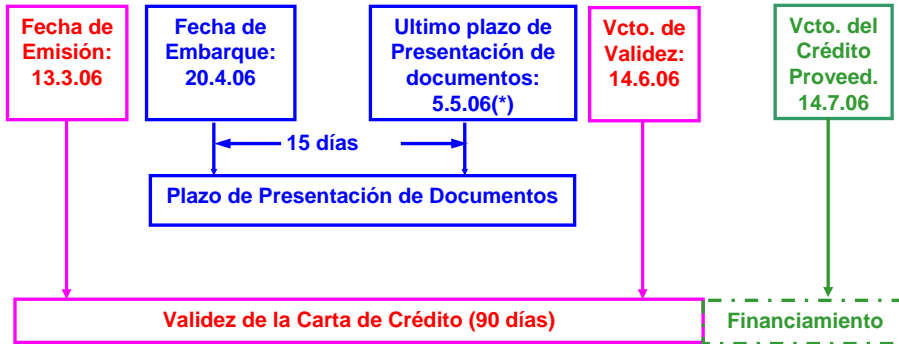 Fecha de
Emisión:
13.3.06
Fecha de
Embarque:
20.4.06
Ultimo plazo de
Presentación de
documentos:
5.5.06(*)
Vcto. de
Validez:
14.6.06
Vcto. del
Crédito
Proveed.
14.7.06
15 días
Plazo de Presentación de Documentos
Validez de la Carta de Crédito (90 días)
Financiamiento